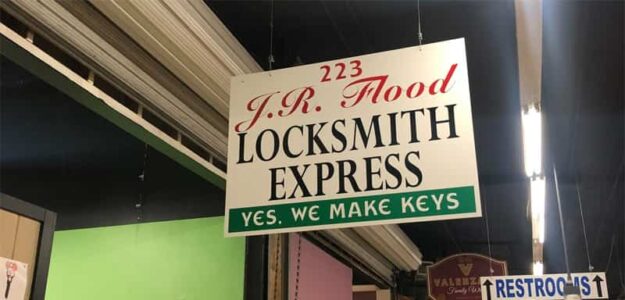 223
J.R. Flood
LOCKSMITH
EXPRESS
YES, WE MAKE KEYS
RESTROOMS